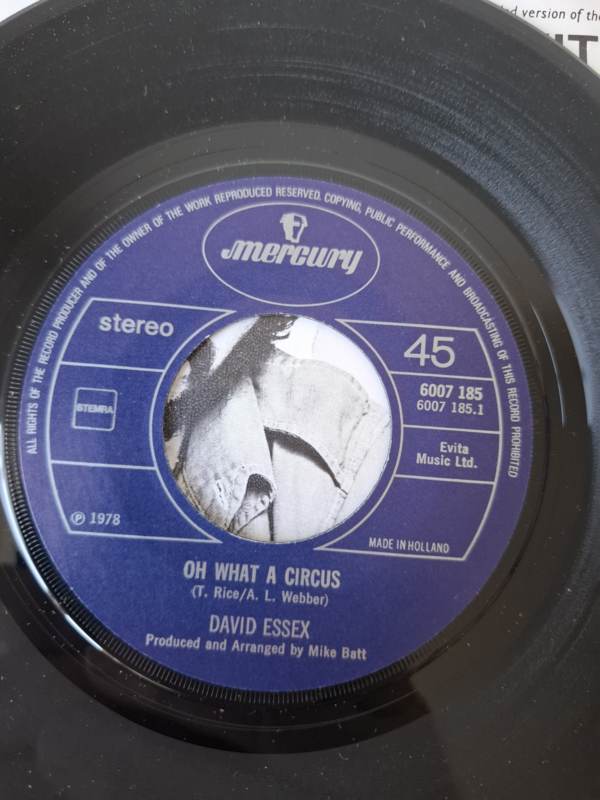 d version of the
IT
ALL RIGHTS OF THE RECORD PRODUCER AND OF THE OWNER OF THE WORK REPRODUCED RESERVED. COPYING, PUBLIC PERFORMANCE AND BROADCASTING OF THIS RECORD PROHIBITED
mercury
stereo
45
6007 185
6007 185.1
STEMRA
Evita
Music Ltd.
℗ 1978
MADE IN HOLLAND
OH WHAT A CIRCUS
(T. Rice/A. L. Webber)
DAVID ESSEX
Produced and Arranged by Mike Batt